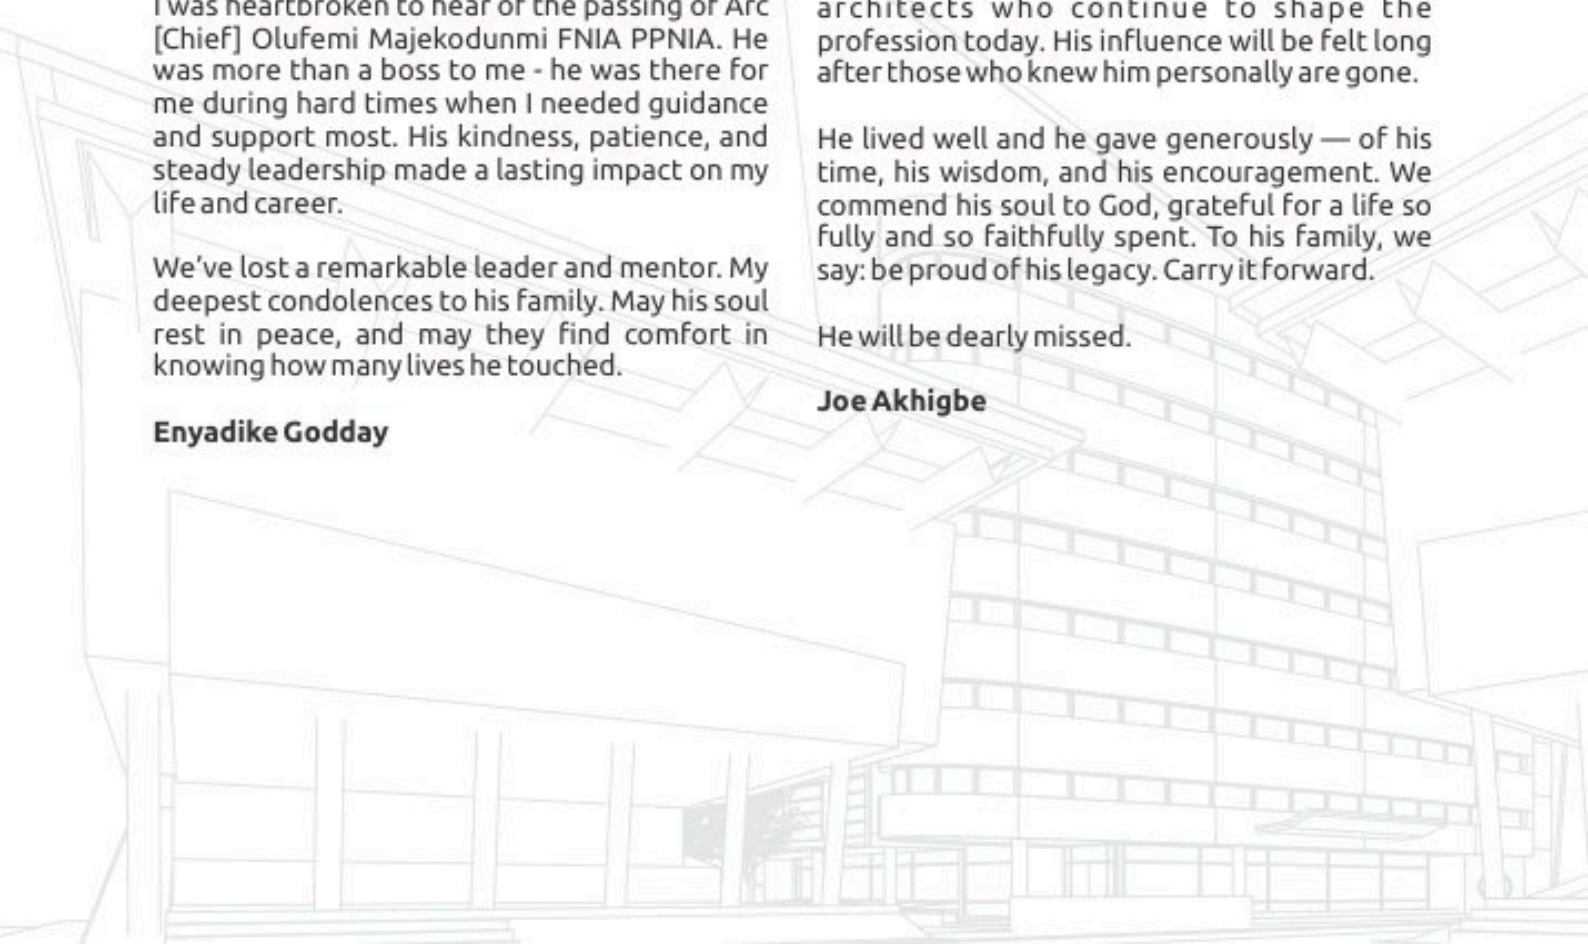 I was heartbroken to hear of the passing of Arc
[Chief] Olufemi Majekodunmi FNIA PPNIA. He
was more than a boss to me - he was there for
me during hard times when I needed guidance
and support most. His kindness, patience, and
steady leadership made a lasting impact on my
life and career.
We've lost a remarkable leader and mentor. My
deepest condolences to his family. May his soul
rest in peace, and may they find comfort in
knowing how many lives he touched.
Enyadike Godday
architects who continue to shape the
profession today. His influence will be felt long
after those who knew him personally are gone.
He lived well and he gave generously — of his
time, his wisdom, and his encouragement. We
commend his soul to God, grateful for a life so
fully and so faithfully spent. To his family, we
say: be proud of his legacy. Carry it forward.
He will be dearly missed.
Joe Akhigbe